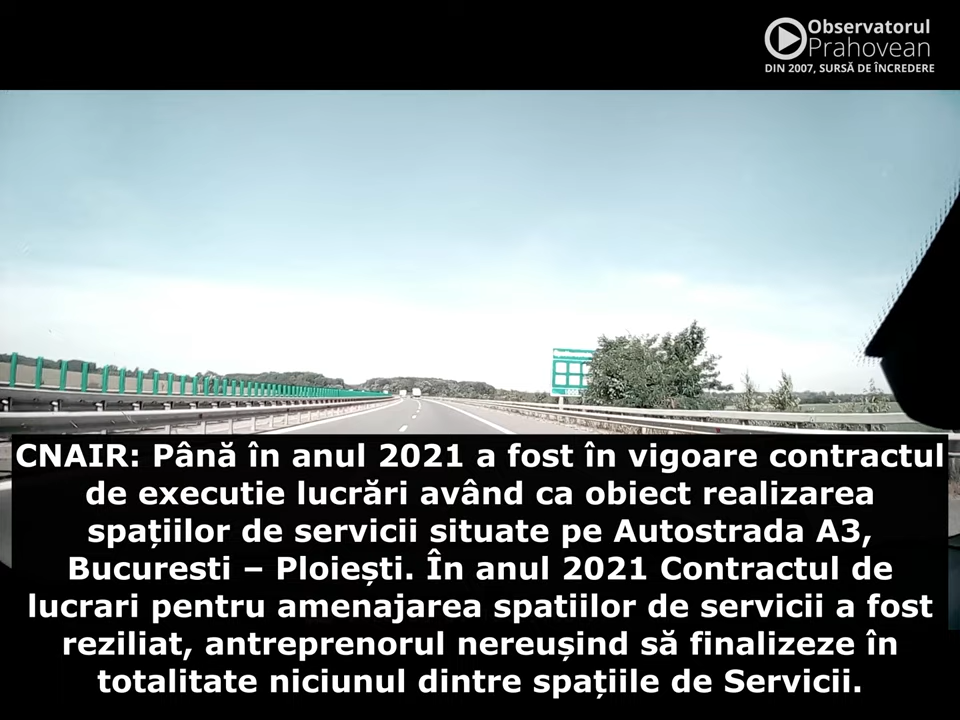 Observatorul
Prahovean
DIN 2007, SURSĂ DE ÎNCREDERE
CNAIR: Până în anul 2021 a fost în vigoare contractul
de executie lucrări având ca obiect realizarea
spațiilor de servicii situate pe Autostrada A3,
Bucuresti – Ploiești. În anul 2021 Contractul de
lucrari pentru amenajarea spatiilor de servicii a fost
reziliat, antreprenorul nereușind să finalizeze în
totalitate niciunul dintre spațiile de Servicii.